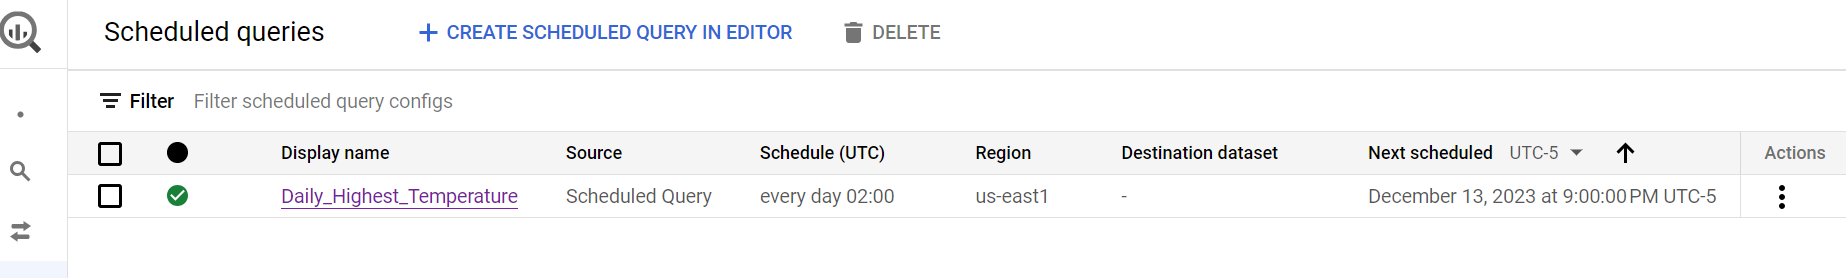 Scheduled queries CREATE SCHEDULED QUERY IN EDITOR DELETE
Filter Filter scheduled query configs
Display name Source Schedule (UTC) Region Destination dataset Next scheduled UTC-5 Actions
Daily_Highest_Temperature Scheduled Query every day 02:00 us-east1 - December 13, 2023 at 9:00:00 PM UTC-5